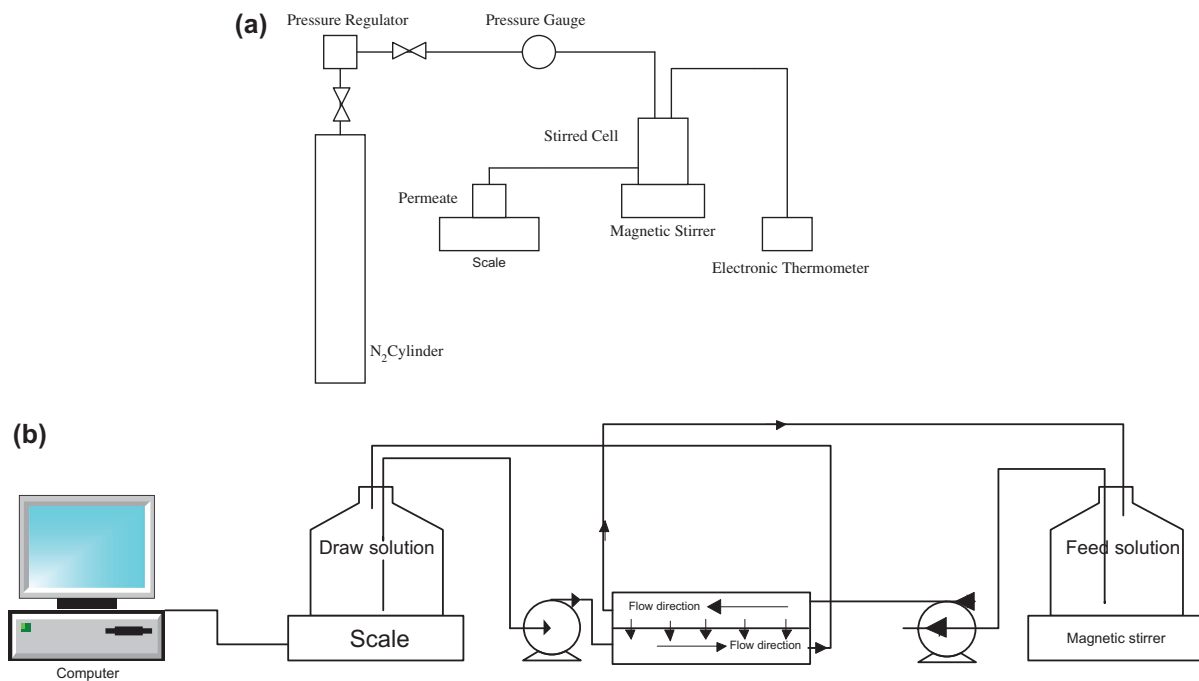 (a)
Pressure Regulator
Pressure Gauge
Stirred Cell
Permeate
Magnetic Stirrer
Scale
Electronic Thermometer
N₂Cylinder
(b)
Draw solution
Feed solution
Flow direction
Flow direction
Scale
Magnetic stirrer
Computer